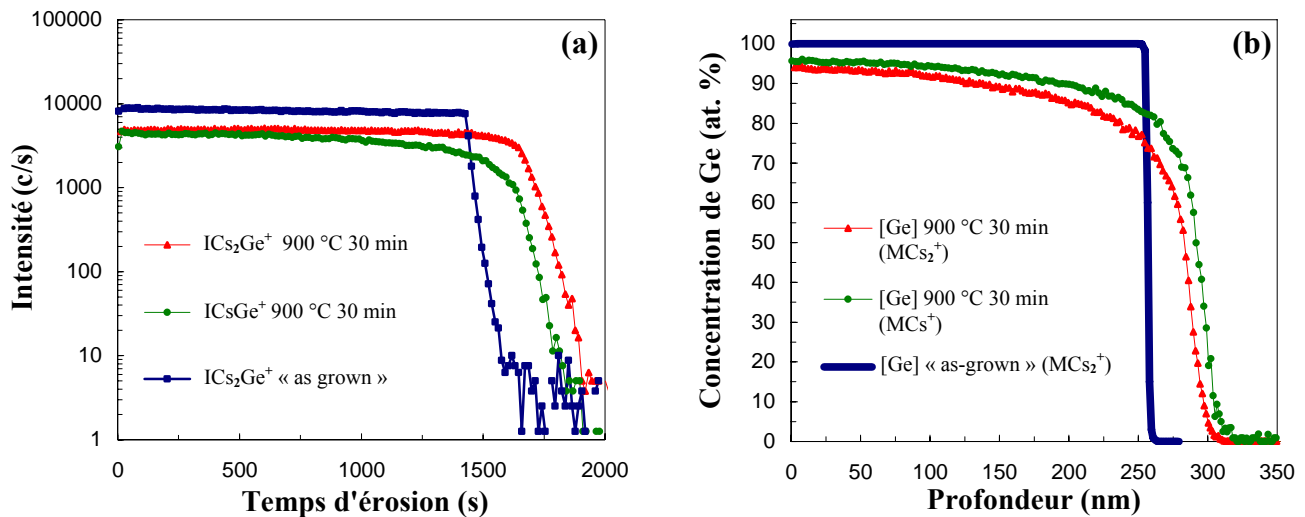 (a)
100000
10000
1000
100
10
1
Intensité (c/s)
ICs₂Ge⁺ 900 °C 30 min
ICsGe⁺ 900 °C 30 min
ICs₂Ge⁺ « as grown »
0 500 1000 1500 2000
Temps d'érosion (s)
(b)
100
90
80
70
60
50
40
30
20
10
0
Concentration de Ge (at. %)
[Ge] 900 °C 30 min
(MCs₂⁺)
[Ge] 900 °C 30 min
(MCs⁺)
[Ge] « as-grown » (MCs₂⁺)
0 50 100 150 200 250 300 350
Profondeur (nm)